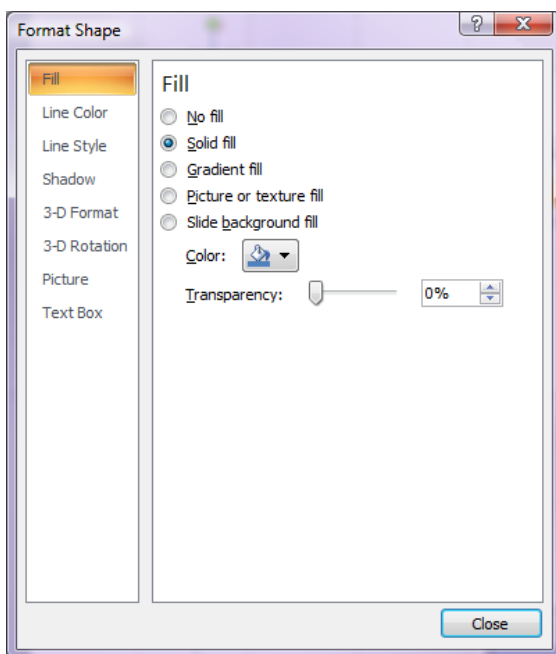 Format Shape
?
X
Fill
Line Color
Line Style
Shadow
3-D Format
3-D Rotation
Picture
Text Box
Fill
No fill
Solid fill
Gradient fill
Picture or texture fill
Slide background fill
Color:
Transparency: 0%
Close